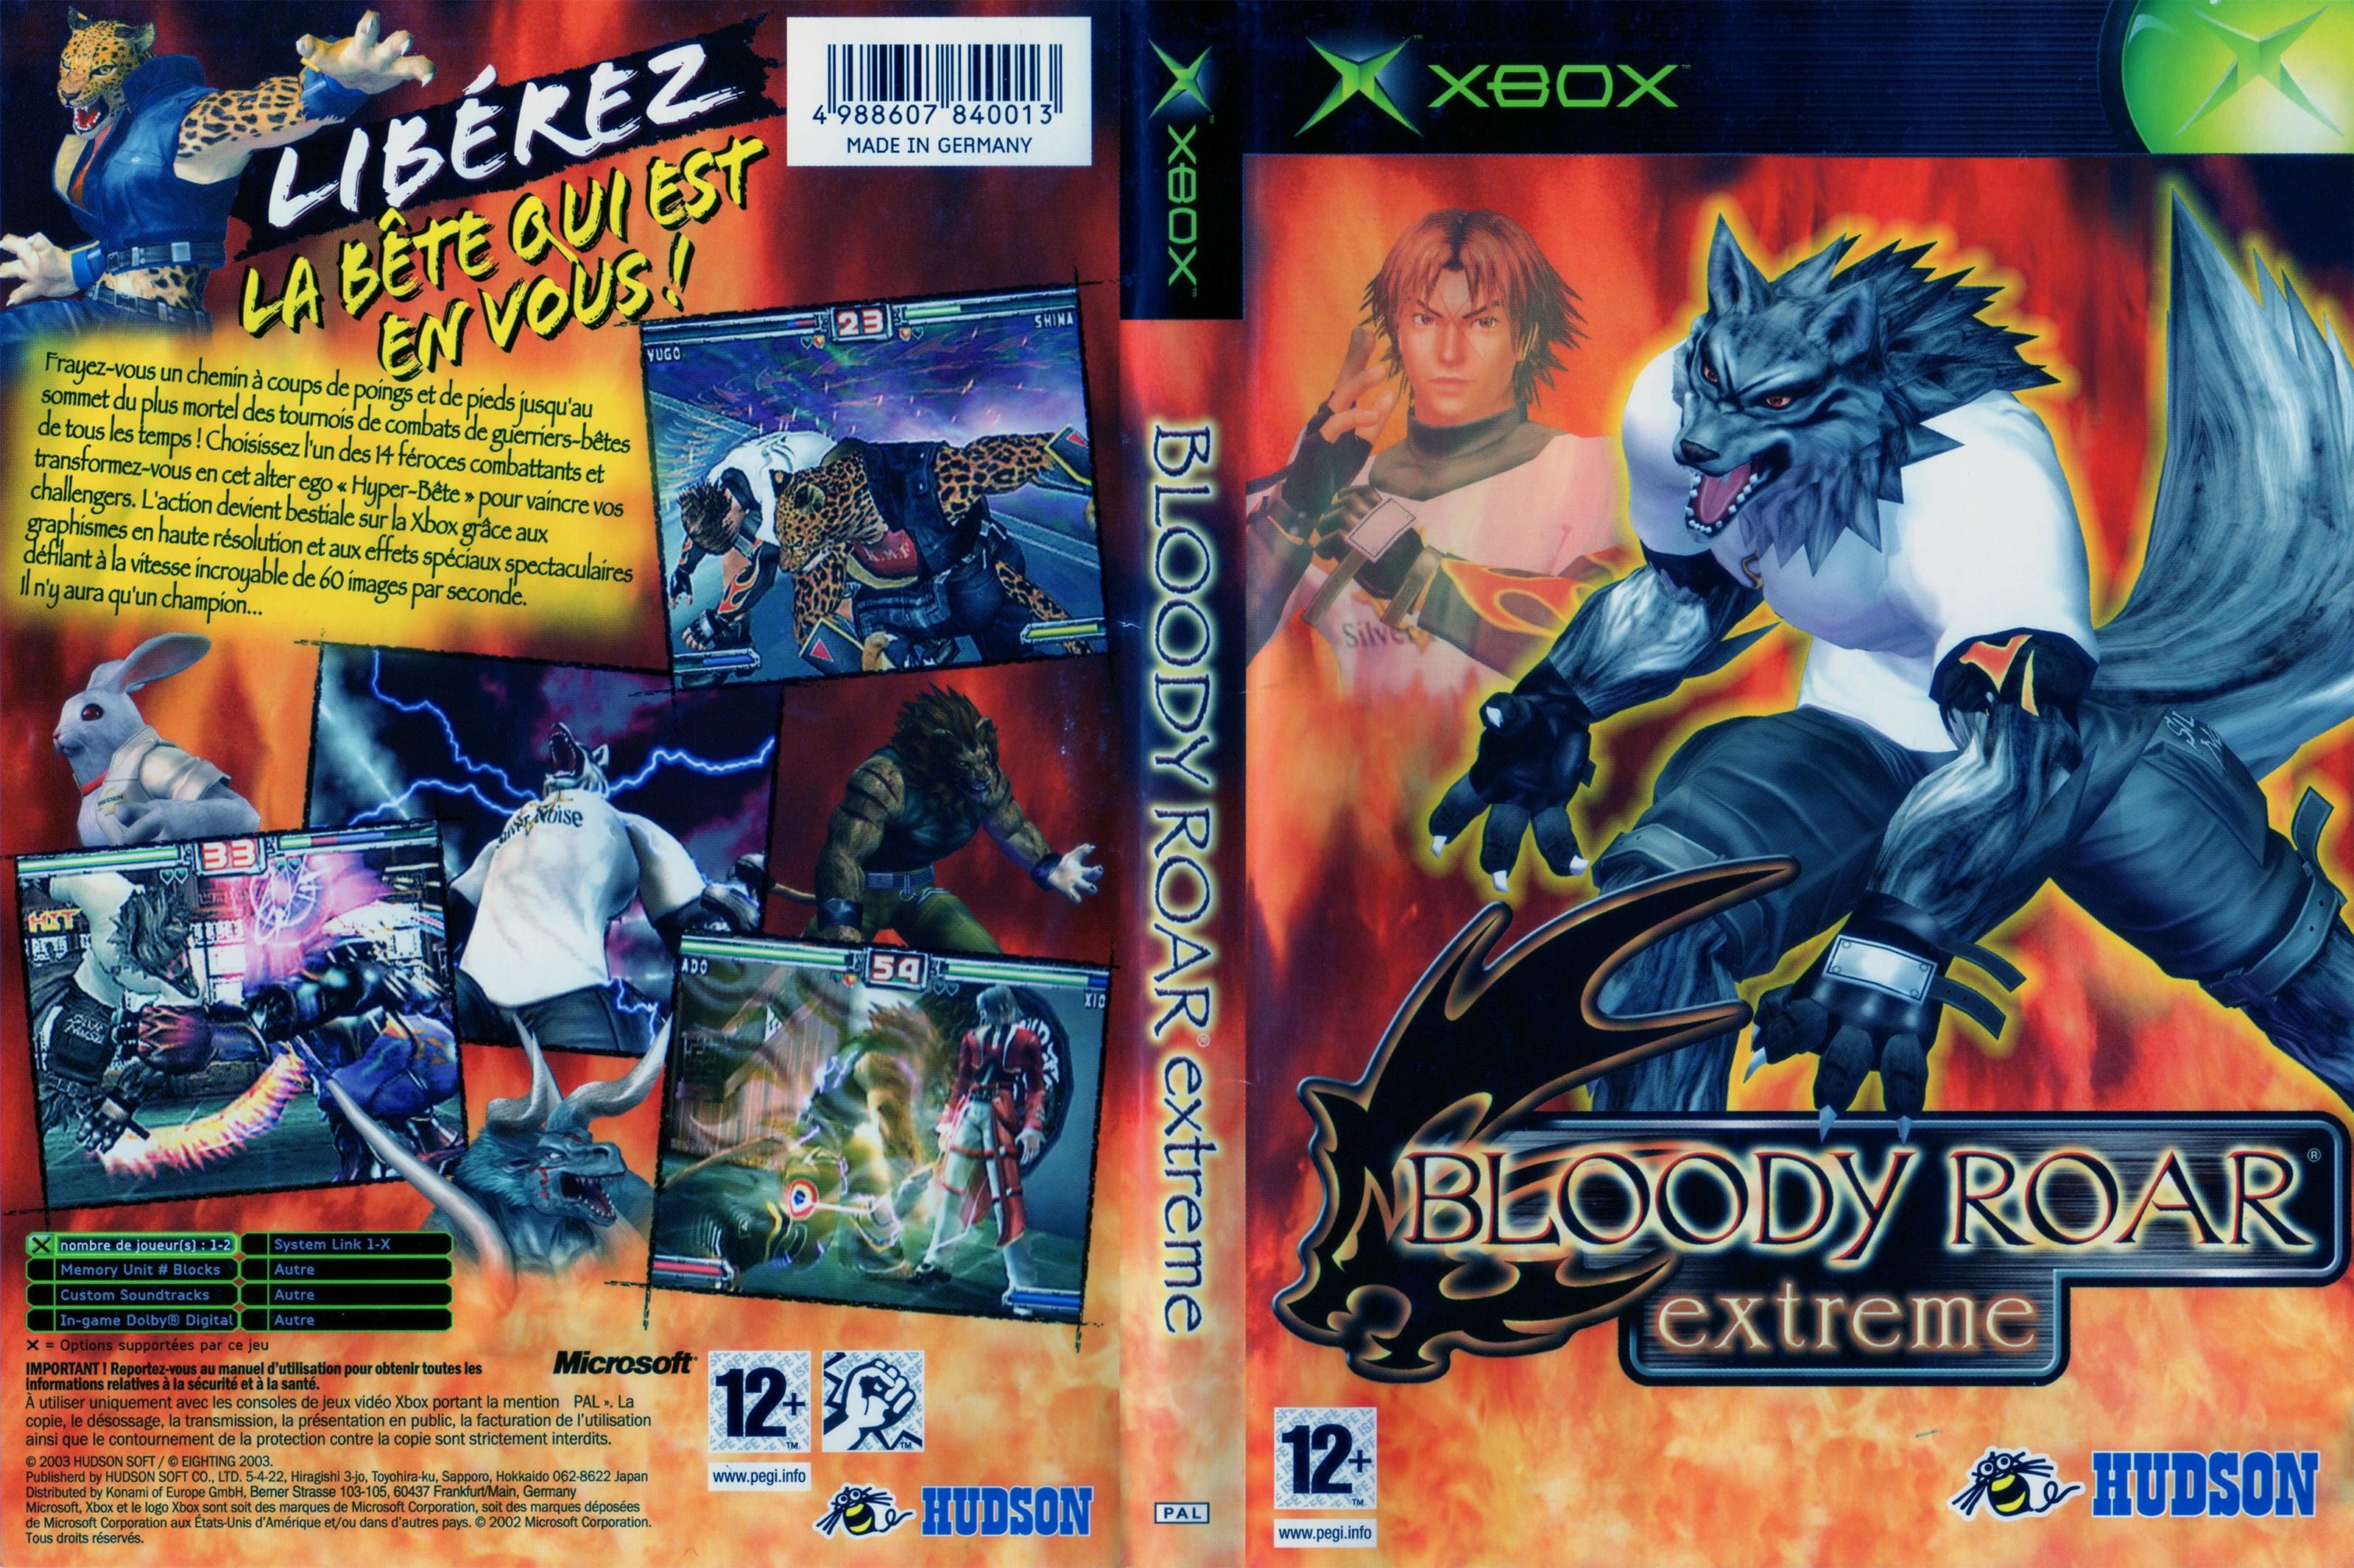 LIBÉREZ
LA BÊTE QUI EST
EN VOUS !
4 988607 840013
MADE IN GERMANY
Frayez-vous un chemin à coups de poings et de pieds jusqu'au
sommet du plus mortel des tournois de combats de guerriers-bêtes
de tous les temps ! Choisissez l'un des 14 féroces combattants et
transformez-vous en cet alter ego « Hyper-Bête » pour vaincre vos
challengers. L'action devient bestiale sur la Xbox grâce aux
graphismes en haute résolution et aux effets spéciaux spectaculaires
défilant à la vitesse incroyable de 60 images par seconde.
Il n'y aura qu'un champion...
YUGO
23
SHINA
33
HIT
Noise
54
XIO
nombre de joueur(s) : 1-2
System Link 1-X
Memory Unit # Blocks
Autre
Custom Soundtracks
Autre
In-game Dolby® Digital
Autre
X = Options supportées par ce jeu
IMPORTANT ! Reportez-vous au manuel d'utilisation pour obtenir toutes les
informations relatives à la sécurité et à la santé.
À utiliser uniquement avec les consoles de jeux vidéo Xbox portant la mention PAL ». La
copie, le désossage, la transmission, la présentation en public, la facturation de l'utilisation
ainsi que le contournement de la protection contre la copie sont strictement interdits.
© 2003 HUDSON SOFT / © EIGHTING 2003.
Publisherd by HUDSON SOFT CO., LTD. 5-4-22, Hiragishi 3-jo, Toyohira-ku, Sapporo, Hokkaido 062-8622 Japan
Distributed by Konami of Europe GmbH, Berner Strasse 103-105, 60437 Frankfurt/Main, Germany
Microsoft, Xbox et le logo Xbox sont soit des marques de Microsoft Corporation, soit des marques déposées
de Microsoft Corporation aux États-Unis d'Amérique et/ou dans d'autres pays. © 2002 Microsoft Corporation.
Tous droits réservés.
Microsoft
12+ ™
™
www.pegi.info
HUDSON
XBOX™
BLOODY ROAR® extreme
PAL
XBOX™
Silver
BLOODY ROAR®
extreme
12+ ™
www.pegi.info
HUDSON